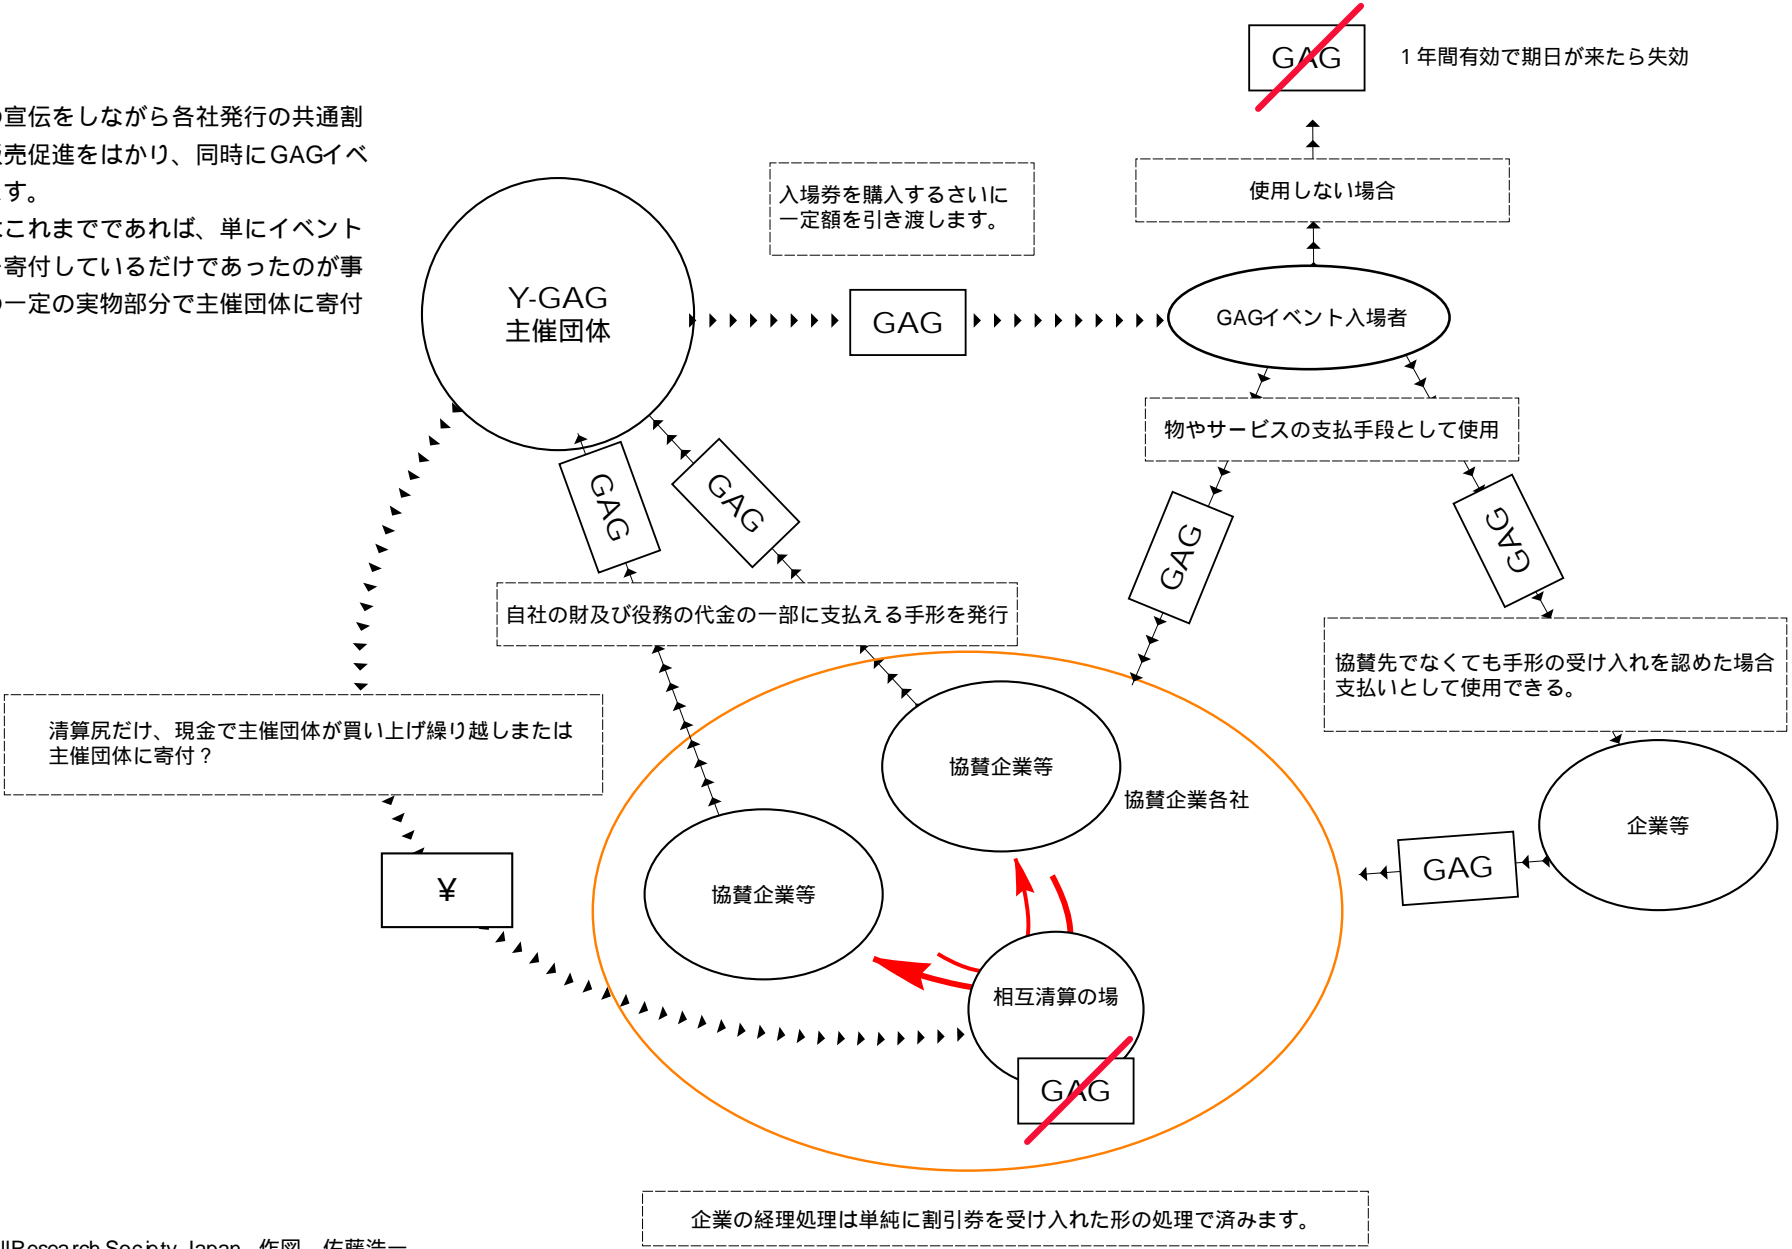 GAG
1年間有効で期日が来たら失効
の宣伝をしながら各社発行の共通割
販売促進をはかり、同時にGAGイベ
ます。
はこれまでであれば、単にイベント
を寄付しているだけであったのが事
の一定の実物部分で主催団体に寄付
入場券を購入するさいに
一定額を引き渡します。
使用しない場合
Y-GAG
主催団体
GAG
GAGイベント入場者
物やサービスの支払手段として使用
GAG
GAG
GAG
GAG
自社の財及び役務の代金の一部に支払える手形を発行
協賛先でなくても手形の受け入れを認めた場合
支払いとして使用できる。
清算尻だけ、現金で主催団体が買い上げ繰り越しまたは
主催団体に寄付？
協賛企業等
協賛企業各社
企業等
GAG
¥
協賛企業等
相互清算の場
GAG
企業の経理処理は単純に割引券を受け入れた形の処理で済みます。
Research Society Japan 作図 佐藤浩一